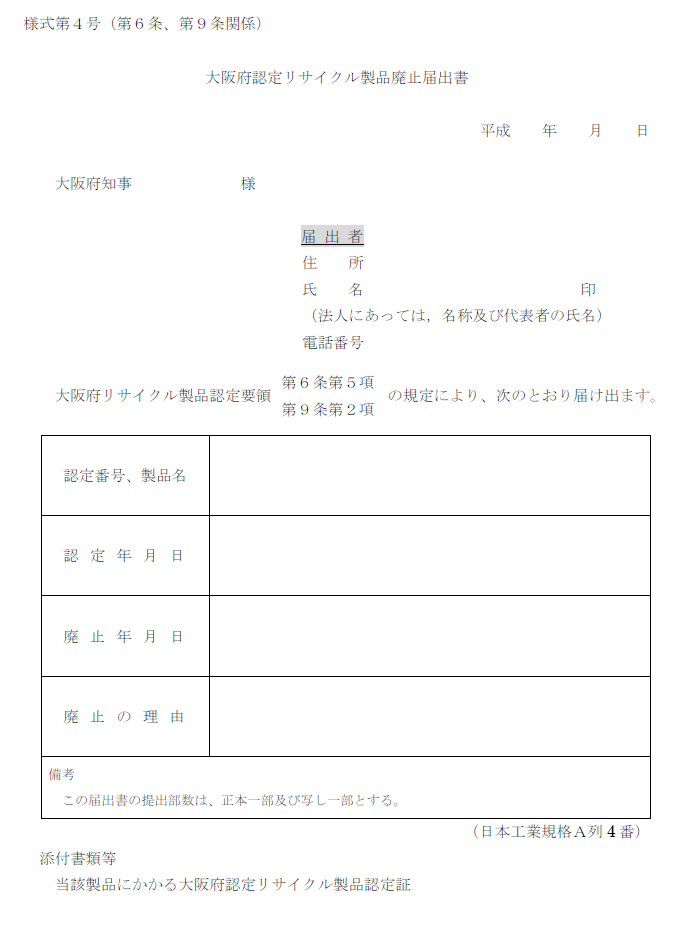 様式第４号（第６条、第９条関係）
大阪府認定リサイクル製品廃止届出書
平成　　年　　月　　日
大阪府知事　　　　　　　様
届 出 者
住　　所
氏　　名　　　　　　　　　　　　　　印
（法人にあっては，名称及び代表者の氏名）
電話番号
第６条第５項
大阪府リサイクル製品認定要領　の規定により、次のとおり届け出ます。
第９条第２項
認定番号、製品名
認 定 年 月 日
廃 止 年 月 日
廃 止 の 理 由
備考
この届出書の提出部数は、正本一部及び写し一部とする。
（日本工業規格Ａ列４番）
添付書類等
当該製品にかかる大阪府認定リサイクル製品認定証